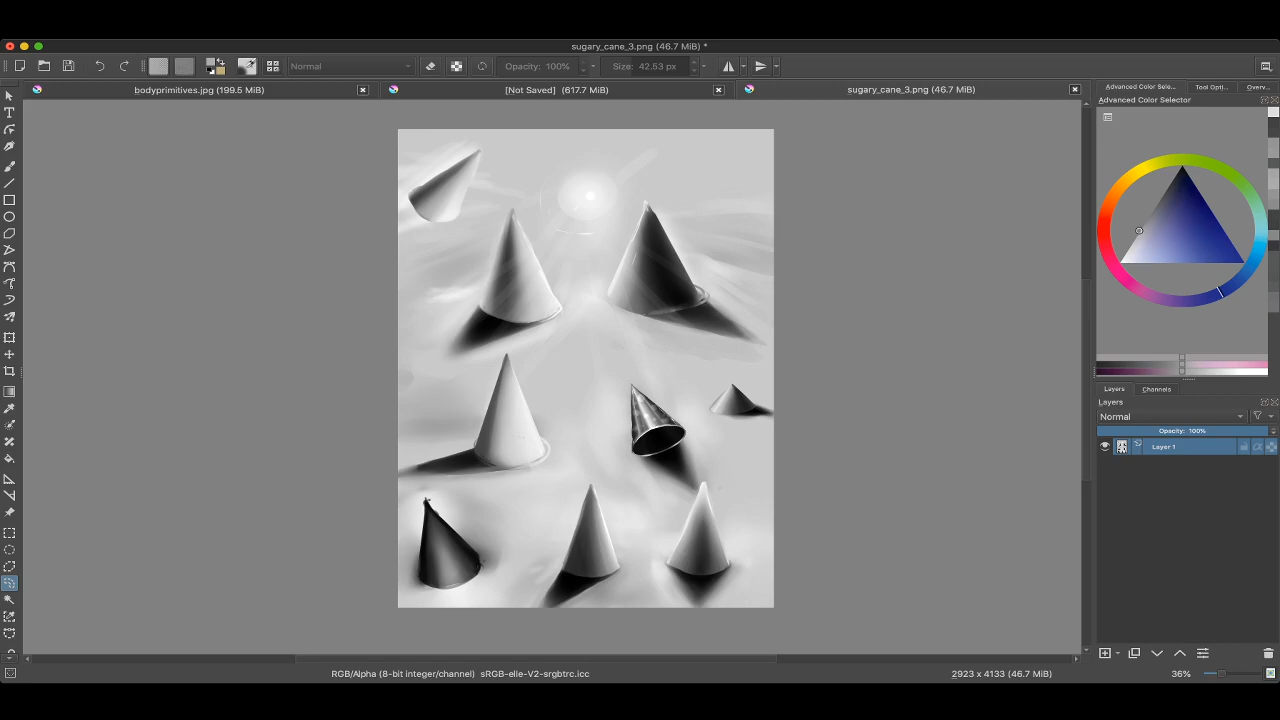 sugary_cane_3.png (46.7 MiB) *
Normal
Opacity: 100%
Size: 42.53 px
bodyprimitives.jpg (199.5 MiB)
[Not Saved] (617.7 MiB)
sugary_cane_3.png (46.7 MiB)
Advanced Color Sele...
Tool Opti...
Overv...
Advanced Color Selector
Layers
Channels
Layers
Normal
Opacity: 100%
Layer 1
RGB/Alpha (8-bit integer/channel) sRGB-elle-V2-srgbtrc.icc
2923 x 4133 (46.7 MiB)
36%